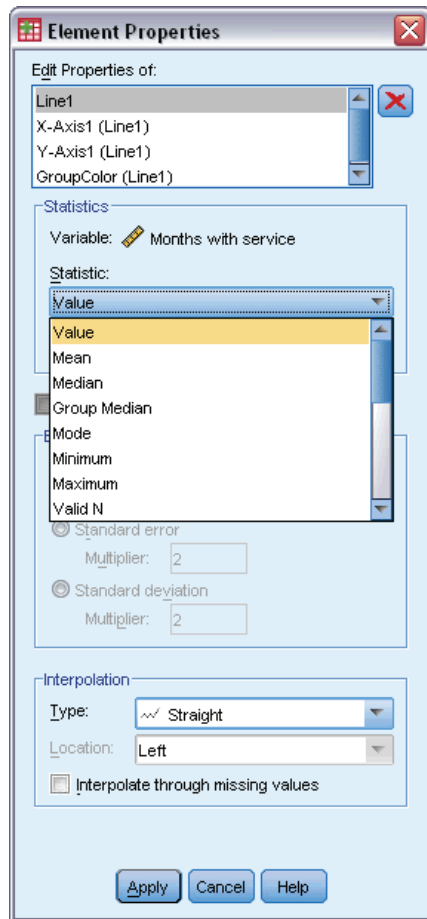 Element Properties
Edit Properties of:
Line1
X-Axis1 (Line1)
Y-Axis1 (Line1)
GroupColor (Line1)
Statistics
Variable: Months with service
Statistic:
Value
Value
Mean
Median
Group Median
Mode
Minimum
Maximum
Valid N
Standard error
Multiplier: 2
Standard deviation
Multiplier: 2
Interpolation
Type: Straight
Location: Left
Interpolate through missing values
Apply Cancel Help